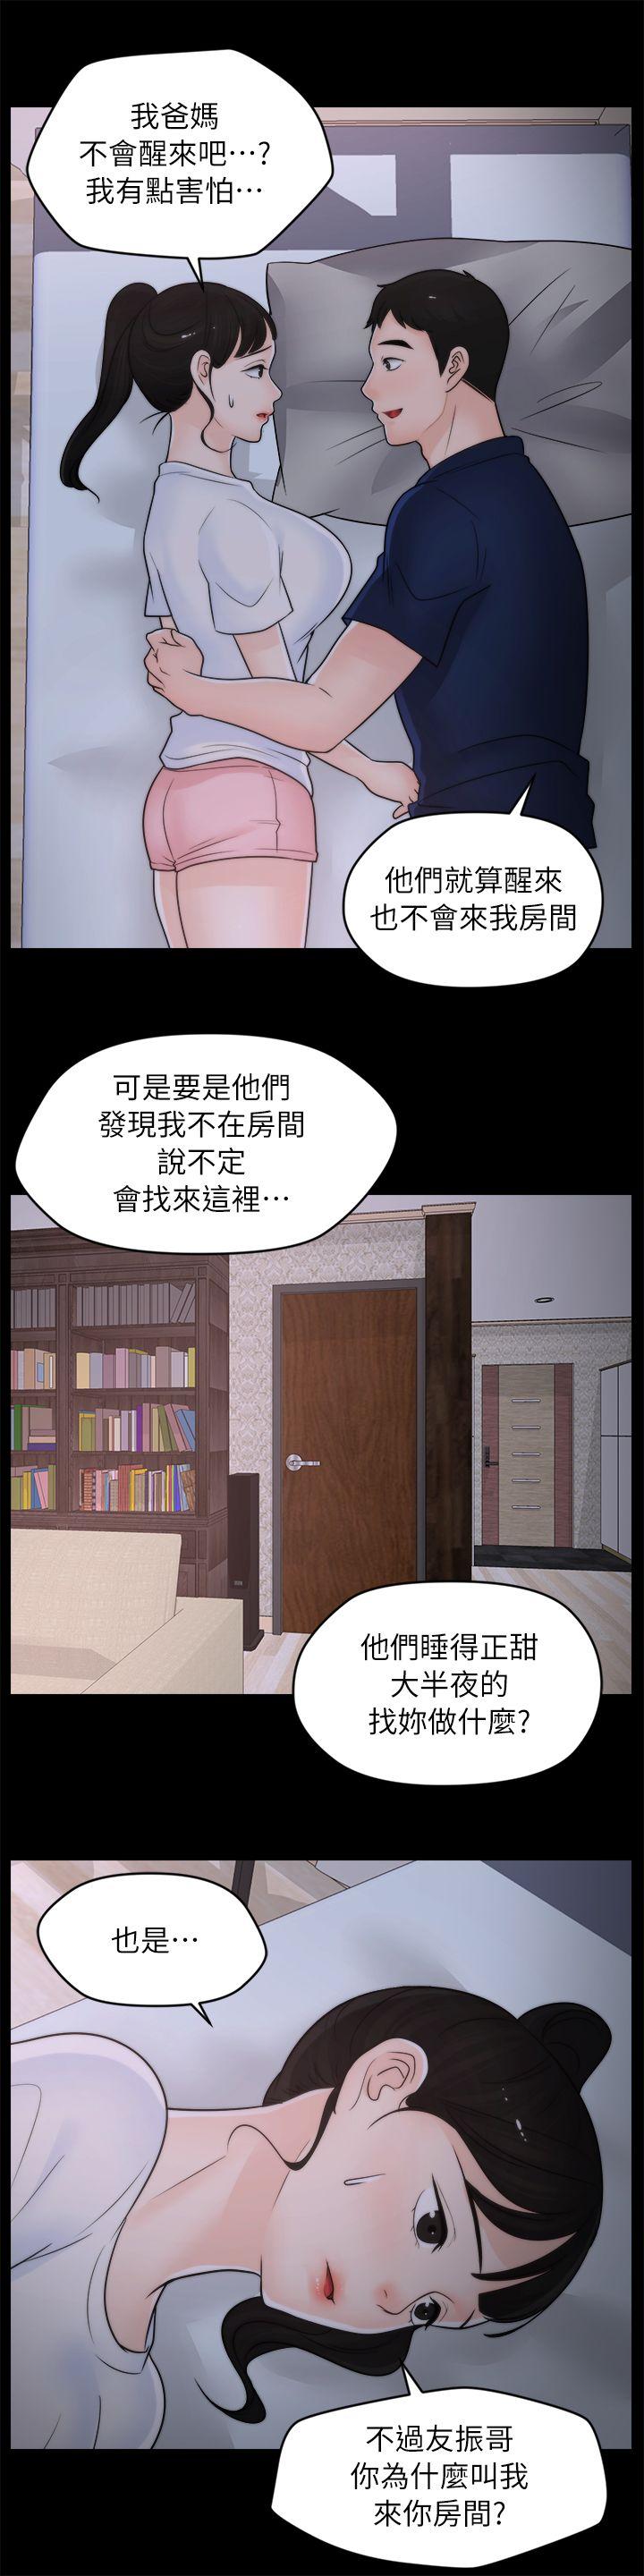 我爸媽
不會醒來吧⋯?
我有點害怕⋯
他們就算醒來
也不會來我房間
可是要是他們
發現我不在房間
說不定
會找來這裡⋯
他們睡得正甜
大半夜的
找妳做什麼?
也是⋯
不過友振哥
你為什麼叫我
來你房間?